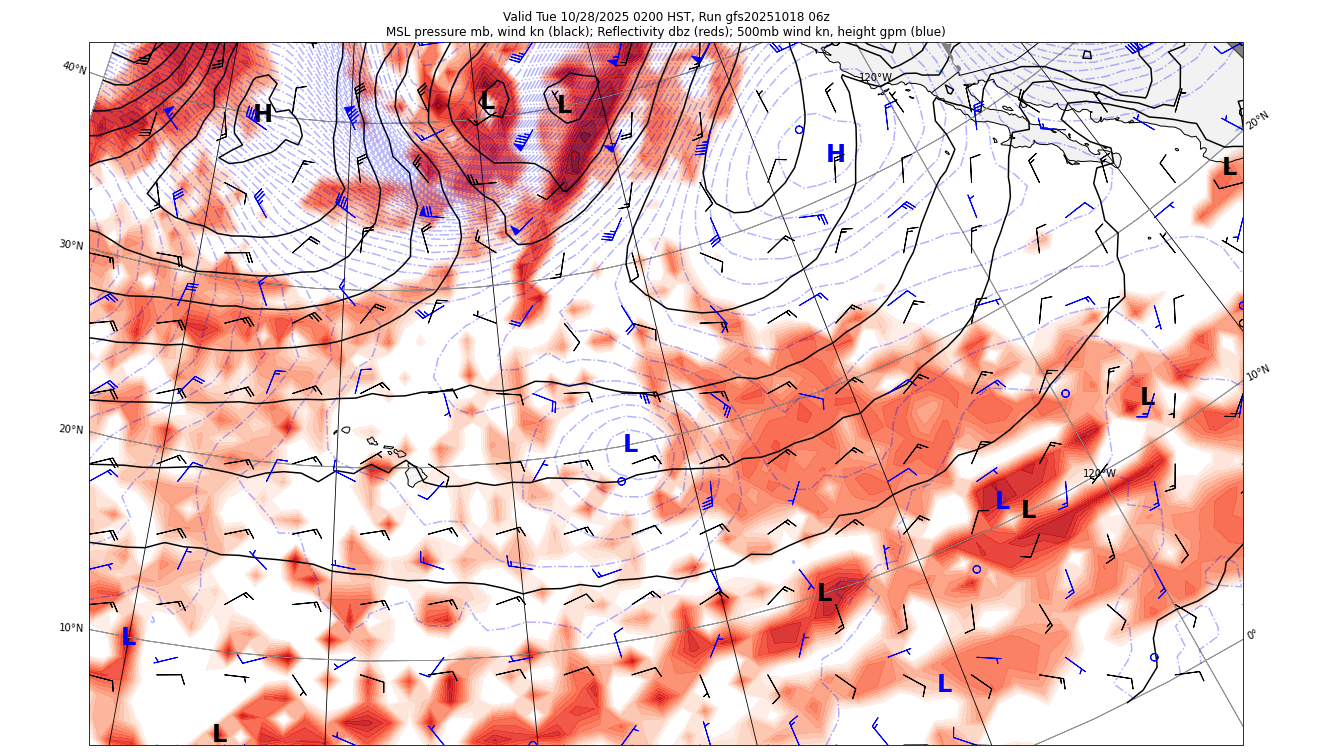 Valid Tue 10/28/2025 0200 HST, Run gfs20251018 06z
MSL pressure mb, wind kn (black); Reflectivity dbz (reds); 500mb wind kn, height gpm (blue)
40°N
120°W
L
L
H
20°N
H
L
30°N
10°N
L
20°N
L
120°W
L
L
L
10°N
L
0°
L
L